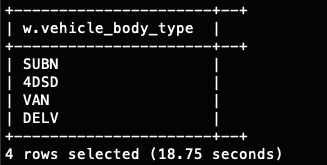 +-----------------------+--+
| w.vehicle_body_type  |
+-----------------------+--+
| SUBN |
| 4DSD |
| VAN |
| DELV |
+-----------------------+--+
4 rows selected (18.75 seconds)